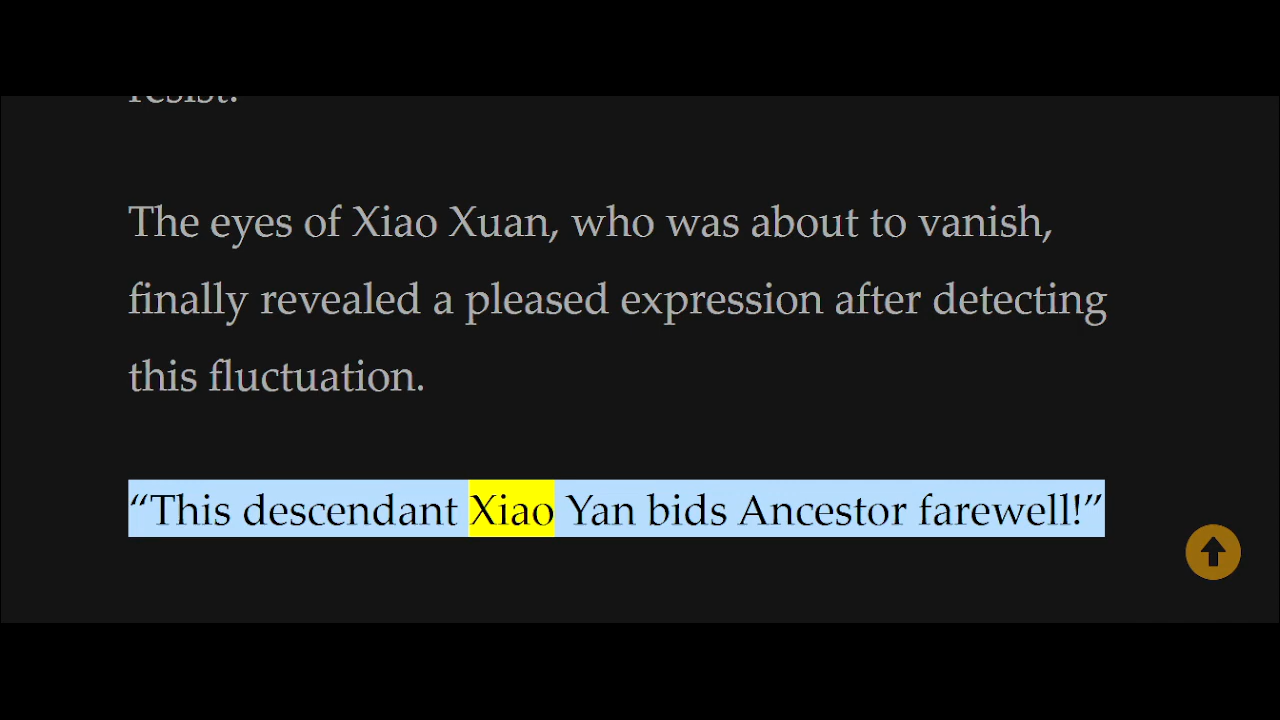 resist.
The eyes of Xiao Xuan, who was about to vanish,
finally revealed a pleased expression after detecting
this fluctuation.
“This descendant Xiao Yan bids Ancestor farewell!”